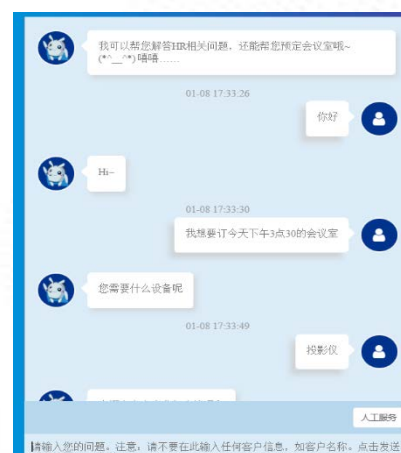 我可以帮您解答HR相关问题，还能帮您预定会议室哦~
(*^__^*) 嘻嘻……
01-08 17:33:26
你好
Hi~
01-08 17:33:30
我想要订今天下午3点30的会议室
您需要什么设备呢
01-08 17:33:49
投影仪
人工服务
请输入您的问题。注意，请不要在此输入任何客户信息，如客户名称。点击发送